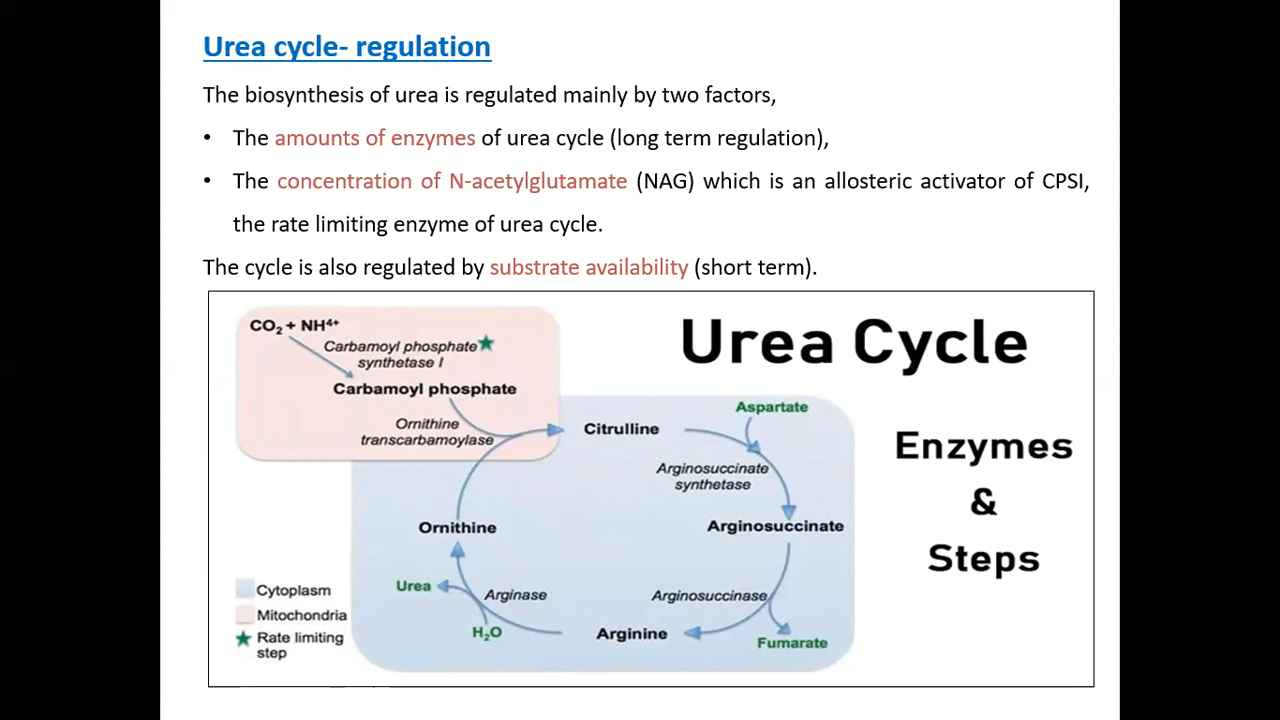 Urea cycle- regulation
The biosynthesis of urea is regulated mainly by two factors,
• The amounts of enzymes of urea cycle (long term regulation),
• The concentration of N-acetylglutamate (NAG) which is an allosteric activator of CPSI,
the rate limiting enzyme of urea cycle.
The cycle is also regulated by substrate availability (short term).
Urea Cycle
Enzymes
&
Steps
CO₂ + NH⁴⁺
Carbamoyl phosphate
synthetase I
Carbamoyl phosphate
Ornithine
transcarbamoylase
Citrulline
Aspartate
Arginosuccinate
synthetase
Arginosuccinate
Arginosuccinase
Fumarate
Arginine
Arginase
H₂O
Urea
Ornithine
Cytoplasm
Mitochondria
Rate limiting
step